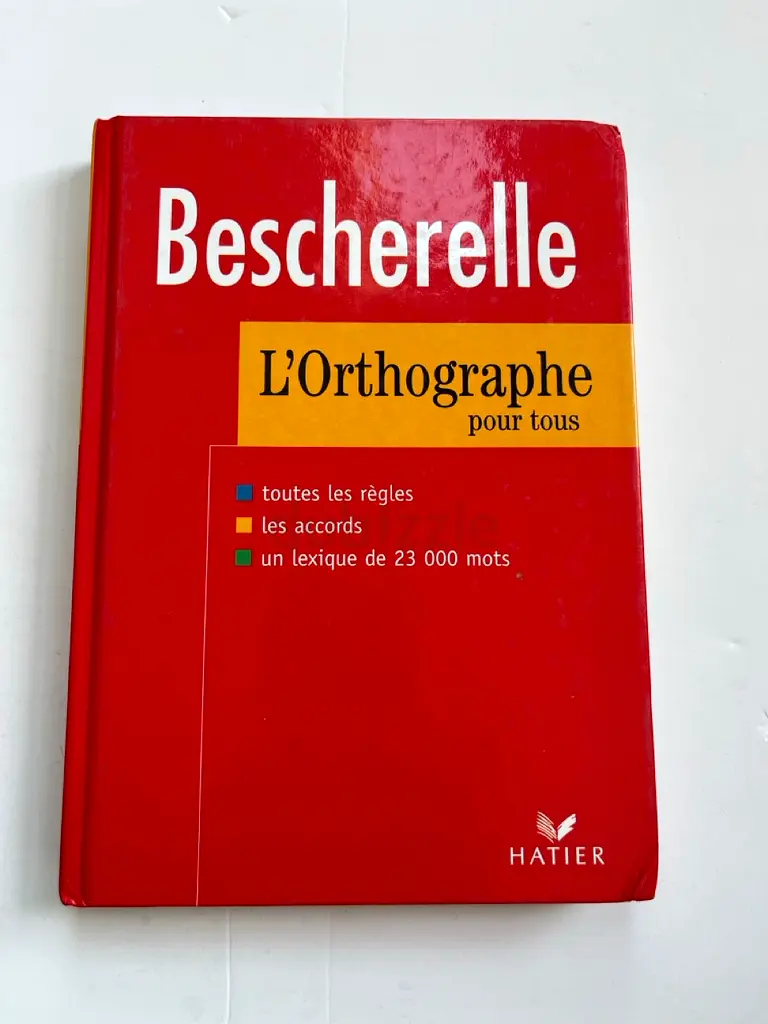 Bescherelle
L'Orthographe
pour tous
toutes les règles
les accords
un lexique de 23 000 mots
HATIER